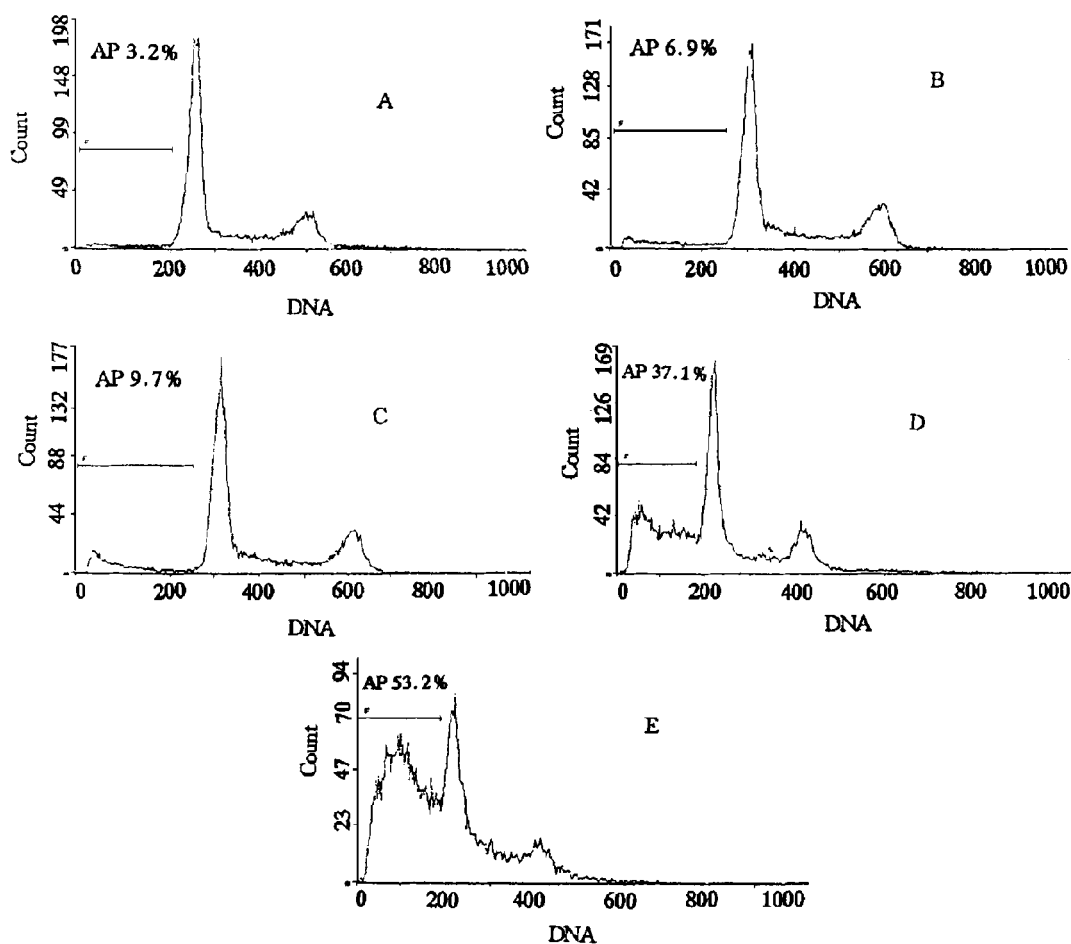 AP 3.2%
A
Count
198
148
99
49
0 200 400 600 800 1000
DNA
AP 6.9%
B
Count
171
128
85
42
0 200 400 600 800 1000
DNA
AP 9.7%
C
Count
177
132
88
44
0 200 400 600 800 1000
DNA
AP 37.1%
D
Count
169
126
84
42
0 200 400 600 800 1000
DNA
AP 53.2%
E
Count
94
70
47
23
0 200 400 600 800 1000
DNA